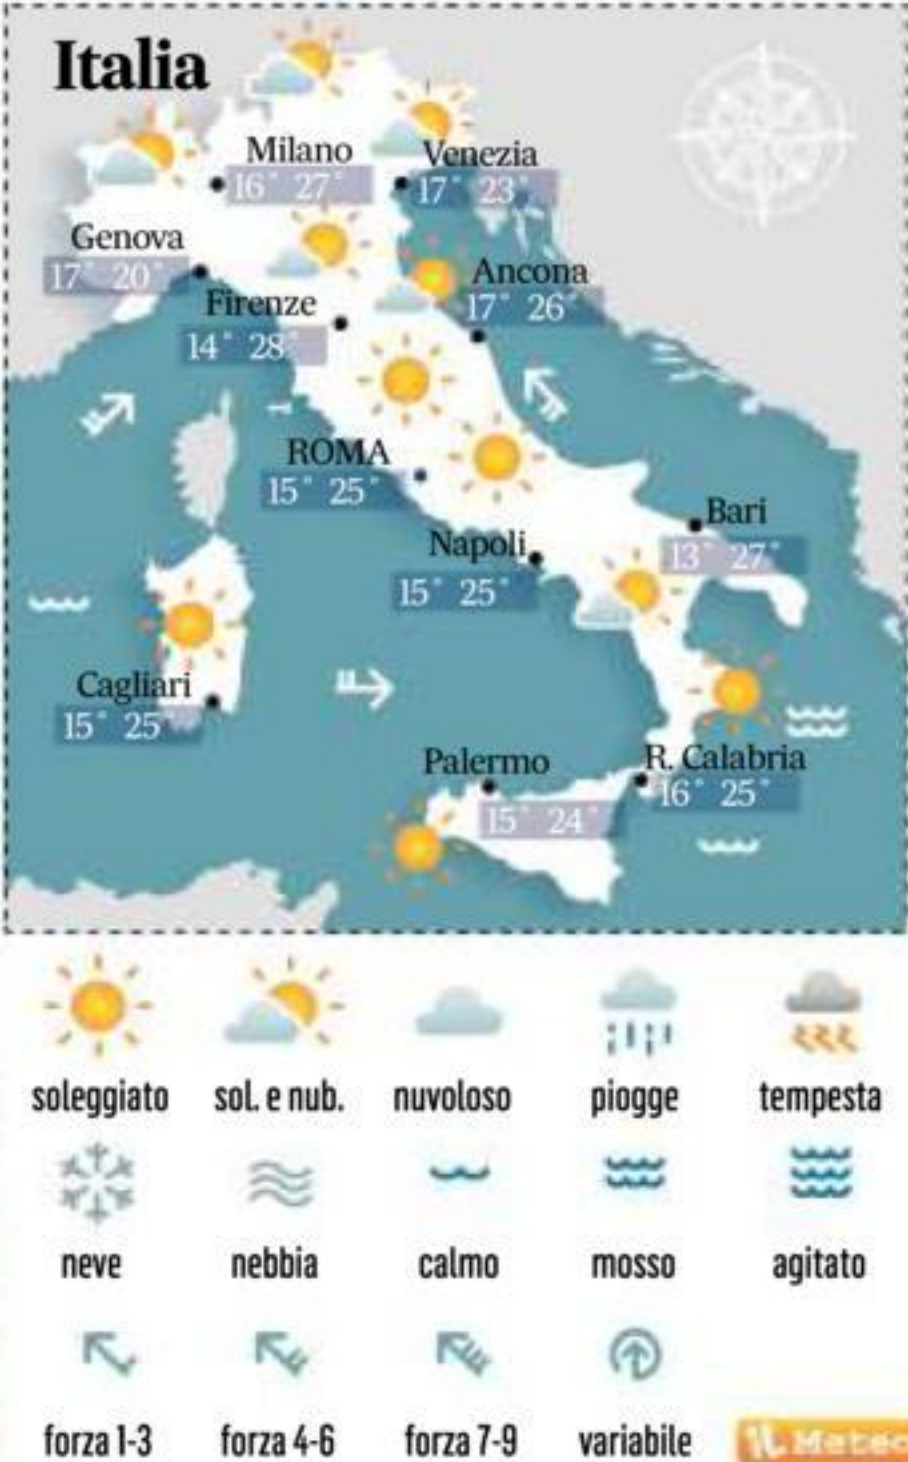 Italia
Milano
16° 27°
Venezia
17° 23°
Genova
17° 20°
Ancona
17° 26°
Firenze
14° 28°
ROMA
15° 25°
Bari
13° 27°
Napoli
15° 25°
Cagliari
15° 25°
Palermo
15° 24°
R. Calabria
16° 25°
soleggiato sol. e nub. nuvoloso piogge tempesta
neve nebbia calmo mosso agitato
forza 1-3 forza 4-6 forza 7-9 variabile
iL Meteo